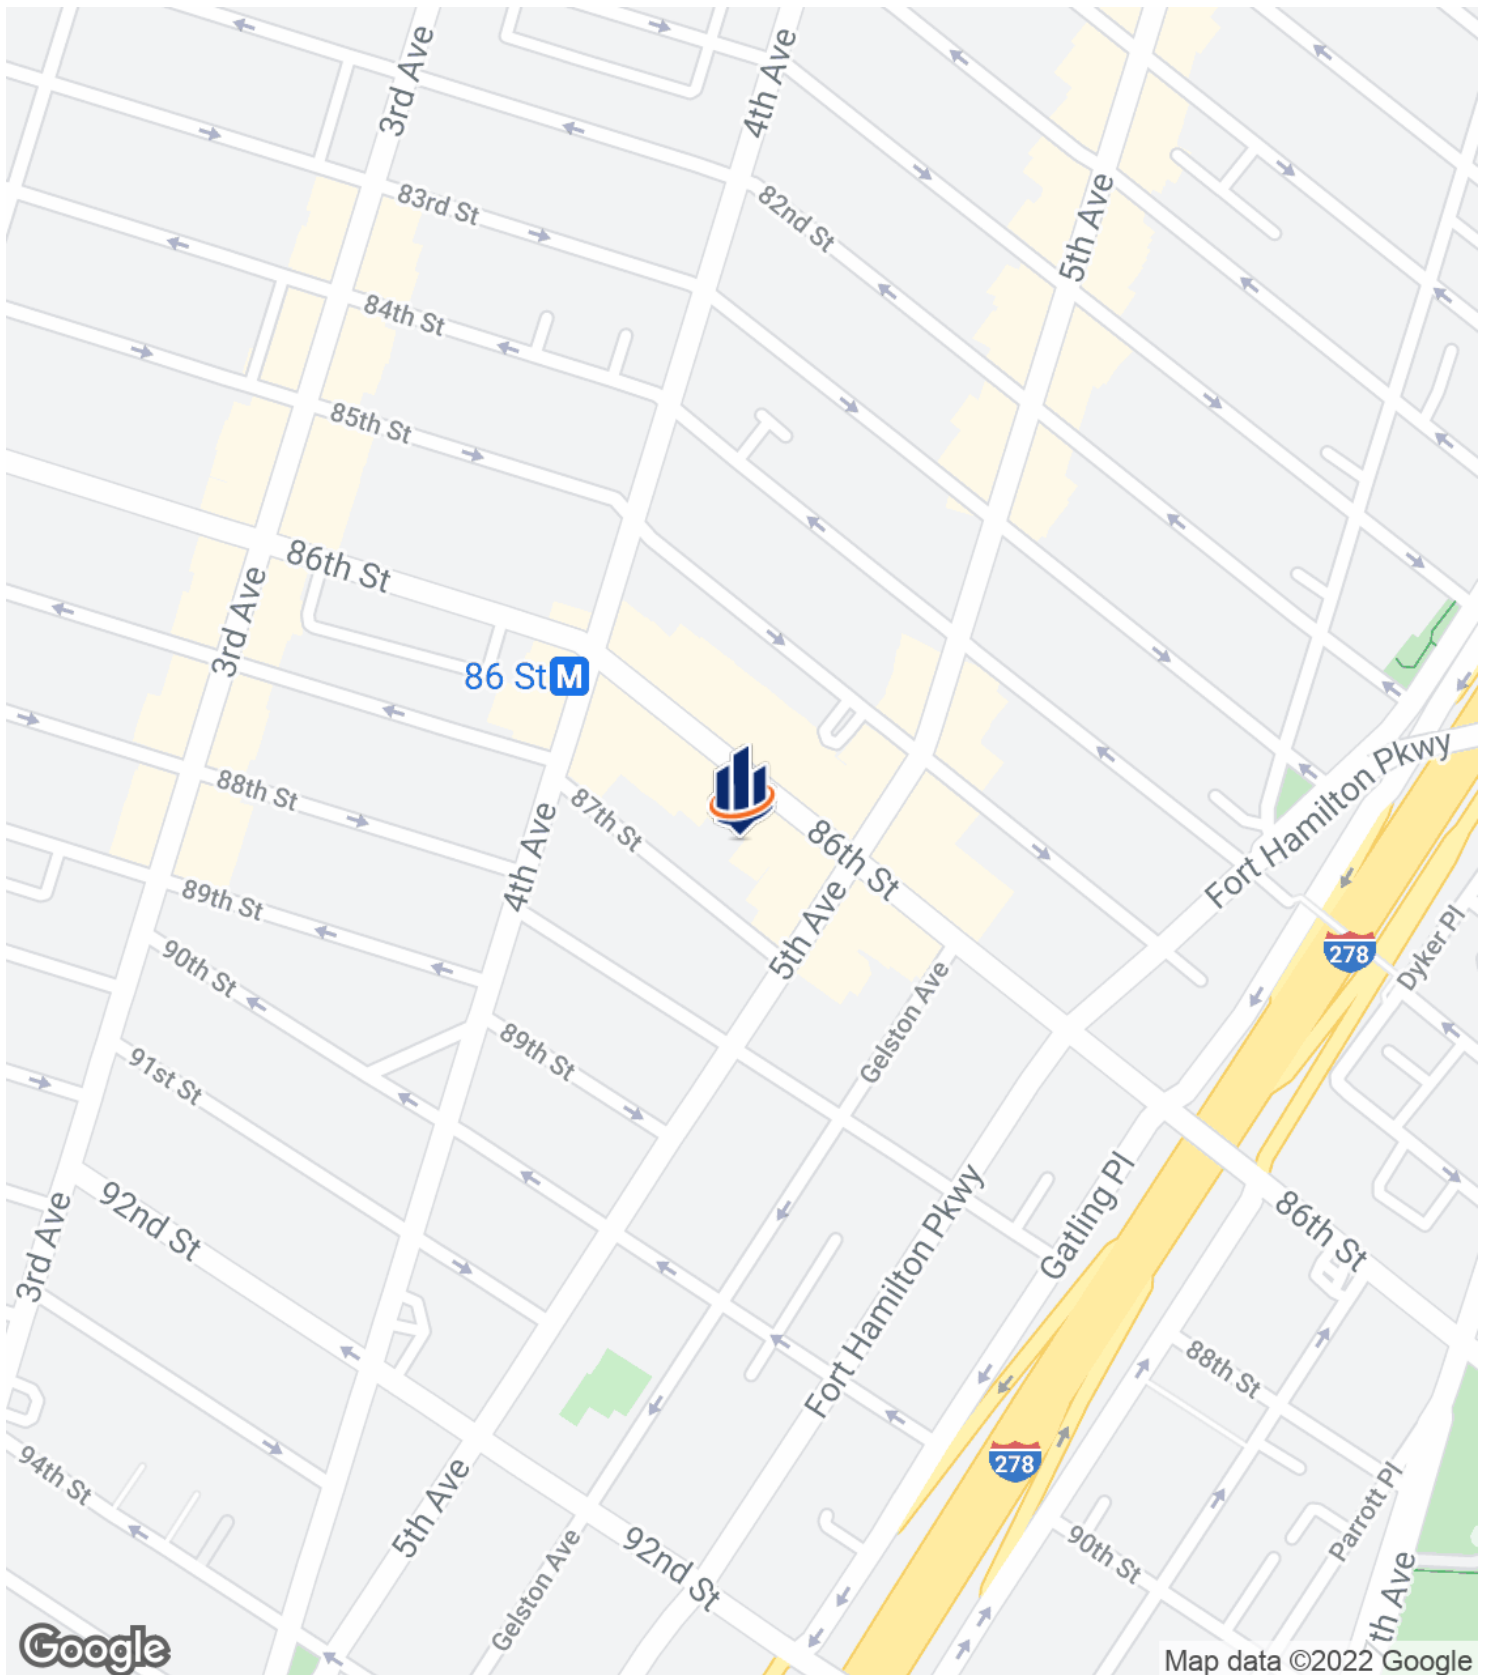 3rd Ave
4th Ave
83rd St
82nd St
5th Ave
84th St
85th St
86th St
3rd Ave
86 St M
Fort Hamilton Pkwy
88th St
87th St
86th St
4th Ave
89th St
5th Ave
278
Dyker Pl
90th St
Gelston Ave
89th St
91st St
92nd St
3rd Ave
Fort Hamilton Pkwy
Gatling Pl
86th St
88th St
94th St
5th Ave
278
Parrott Pl
90th St
92nd St
Gelston Ave
th Ave
Google
Map data ©2022 Google